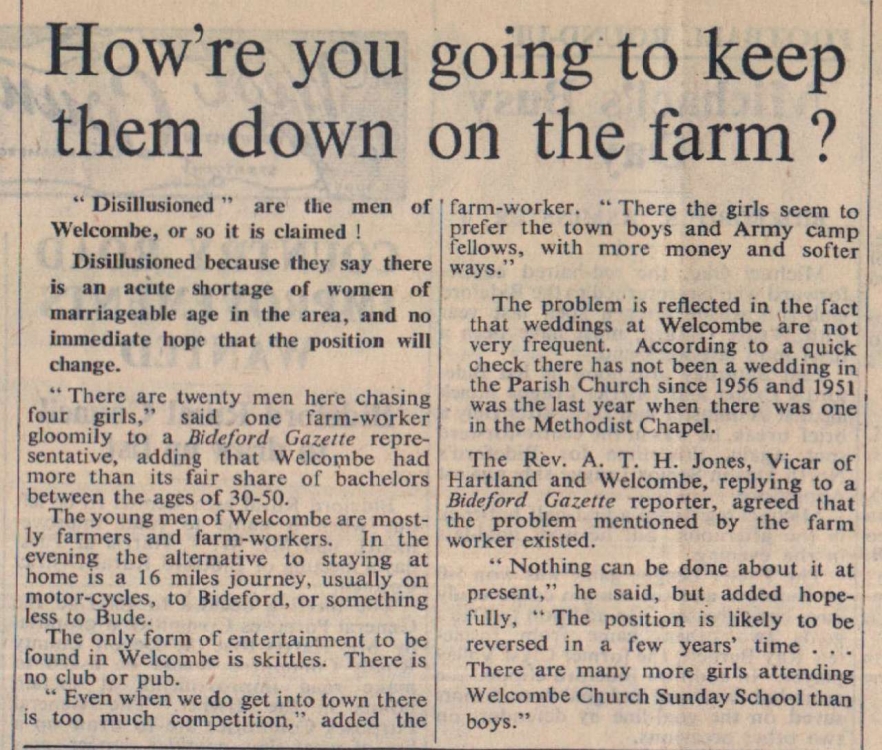 How're you going to keep
them down on the farm ?
" Disillusioned " are the men of
Welcombe, or so it is claimed !
Disillusioned because they say there
is an acute shortage of women of
marriageable age in the area, and no
immediate hope that the position will
change.
" There are twenty men here chasing
four girls," said one farm-worker
gloomily to a Bideford Gazette repre-
sentative, adding that Welcombe had
more than its fair share of bachelors
between the ages of 30-50.
The young men of Welcombe are most-
ly farmers and farm-workers. In the
evening the alternative to staying at
home is a 16 miles journey, usually on
motor-cycles, to Bideford, or something
less to Bude.
The only form of entertainment to be
found in Welcombe is skittles. There is
no club or pub.
" Even when we do get into town there
is too much competition," added the
farm-worker. " There the girls seem to
prefer the town boys and Army camp
fellows, with more money and softer
ways."
The problem is reflected in the fact
that weddings at Welcombe are not
very frequent. According to a quick
check there has not been a wedding in
the Parish Church since 1956 and 1951
was the last year when there was one
in the Methodist Chapel.
The Rev. A. T. H. Jones, Vicar of
Hartland and Welcombe, replying to a
Bideford Gazette reporter, agreed that
the problem mentioned by the farm
worker existed.
" Nothing can be done about it at
present," he said, but added hope-
fully, " The position is likely to be
reversed in a few years' time . . .
There are many more girls attending
Welcombe Church Sunday School than
boys."